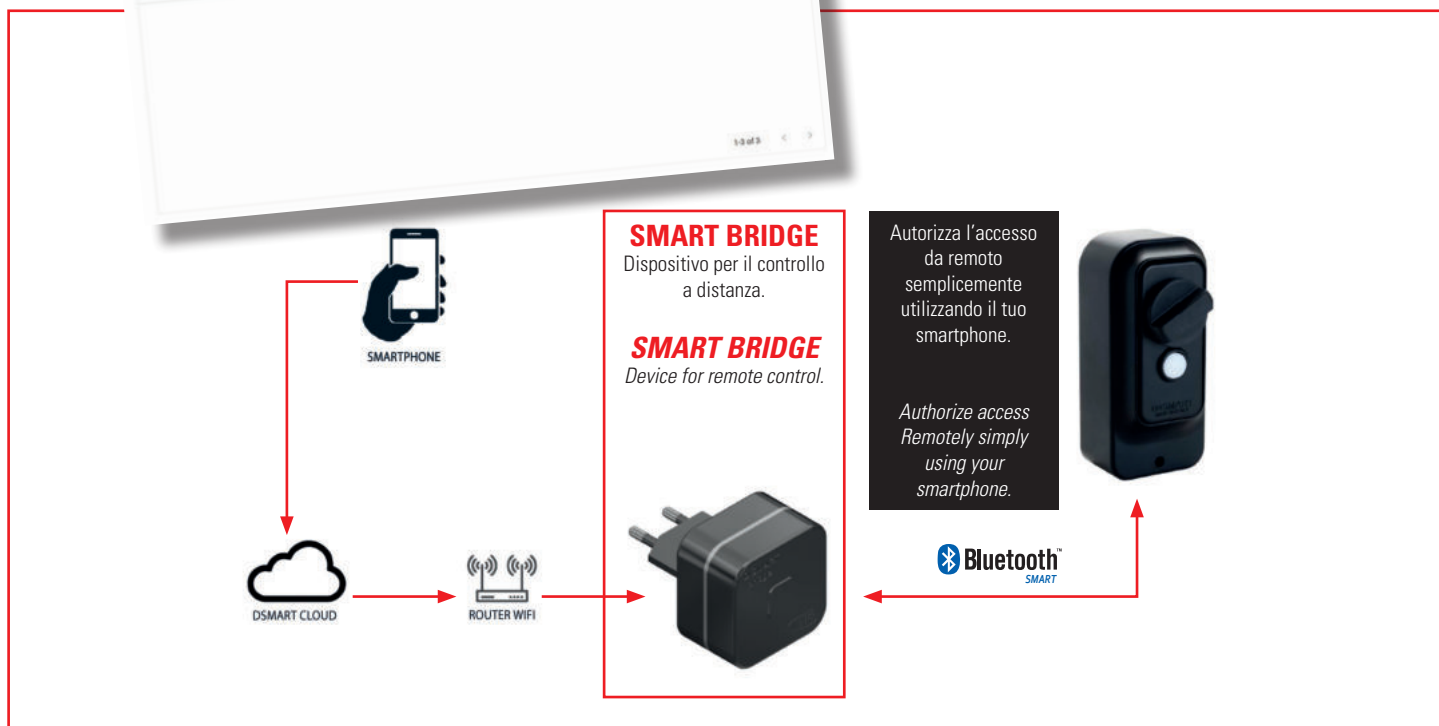 1-3 of 3
SMARTPHONE
SMART BRIDGE
Dispositivo per il controllo
a distanza.
SMART BRIDGE
Device for remote control.
Autorizza l’accesso
da remoto
semplicemente
utilizzando il tuo
smartphone.
Authorize access
Remotely simply
using your
smartphone.
Bluetooth™
SMART
DSMART CLOUD
ROUTER WIFI